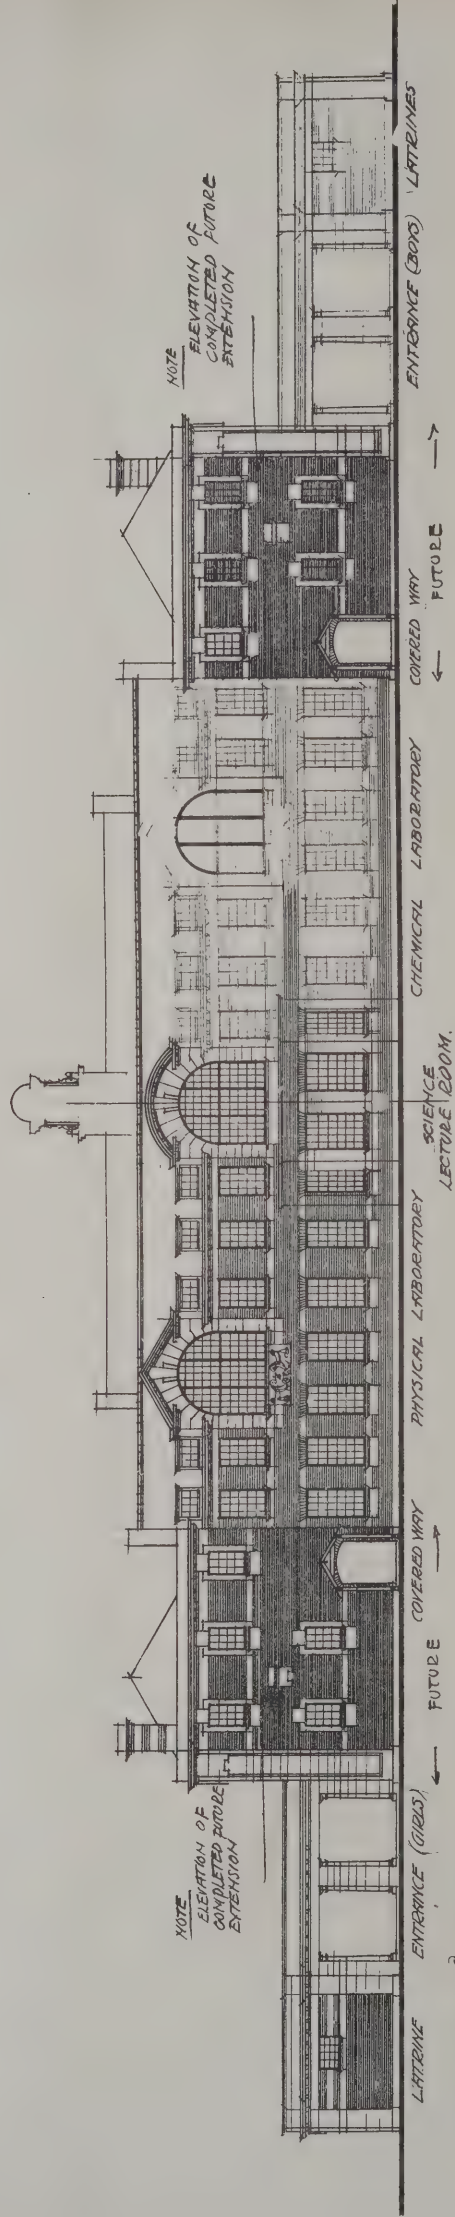 NOTE
ELEVATION OF
COMPLETED FUTURE
EXTENSION
NOTE
ELEVATION OF
COMPLETED FUTURE
EXTENSION
LATRINE ENTRANCE (GIRLS) COVERED WAY PHYSICAL LABORATORY CHEMICAL LABORATORY COVERED WAY ENTRANCE (BOYS) LATRINES
← FUTURE → ← FUTURE →
SCIENCE
LECTURE ROOM.